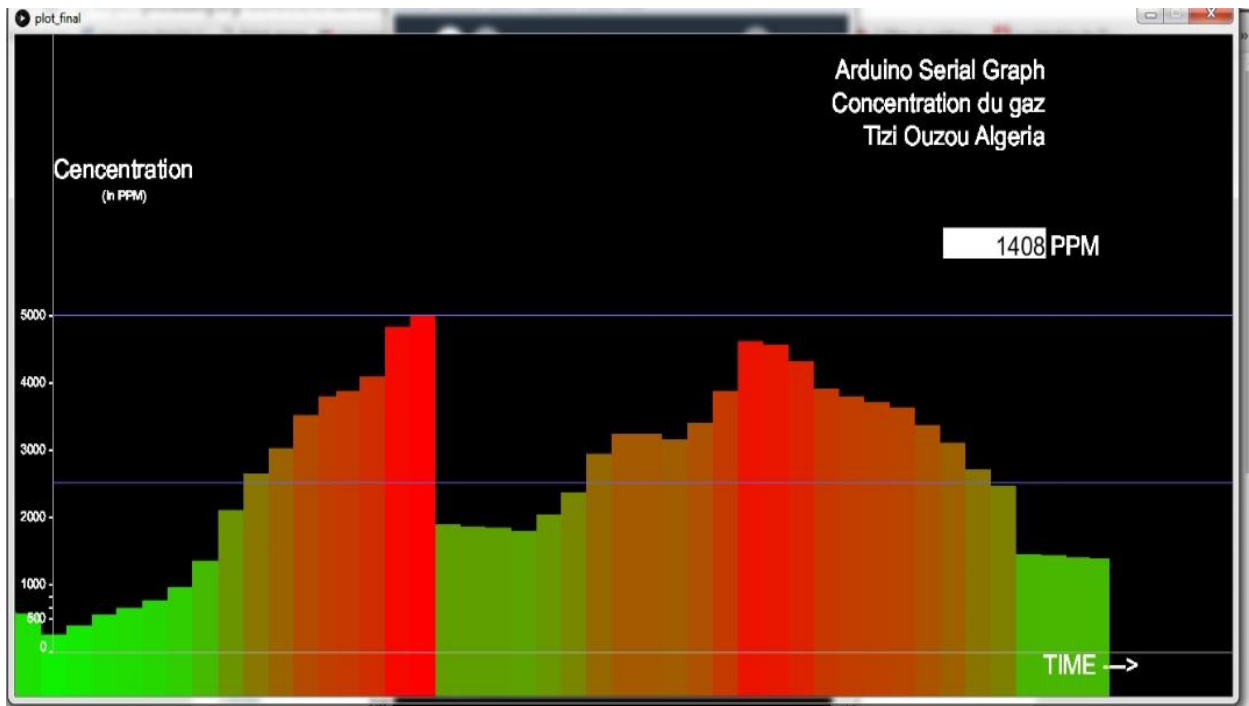 plot_final
Arduino Serial Graph
Concentration du gaz
Tizi Ouzou Algeria
Cencentration
(In PPM)
1408 PPM
5000
4000
3000
2000
1000
500
0
TIME --->